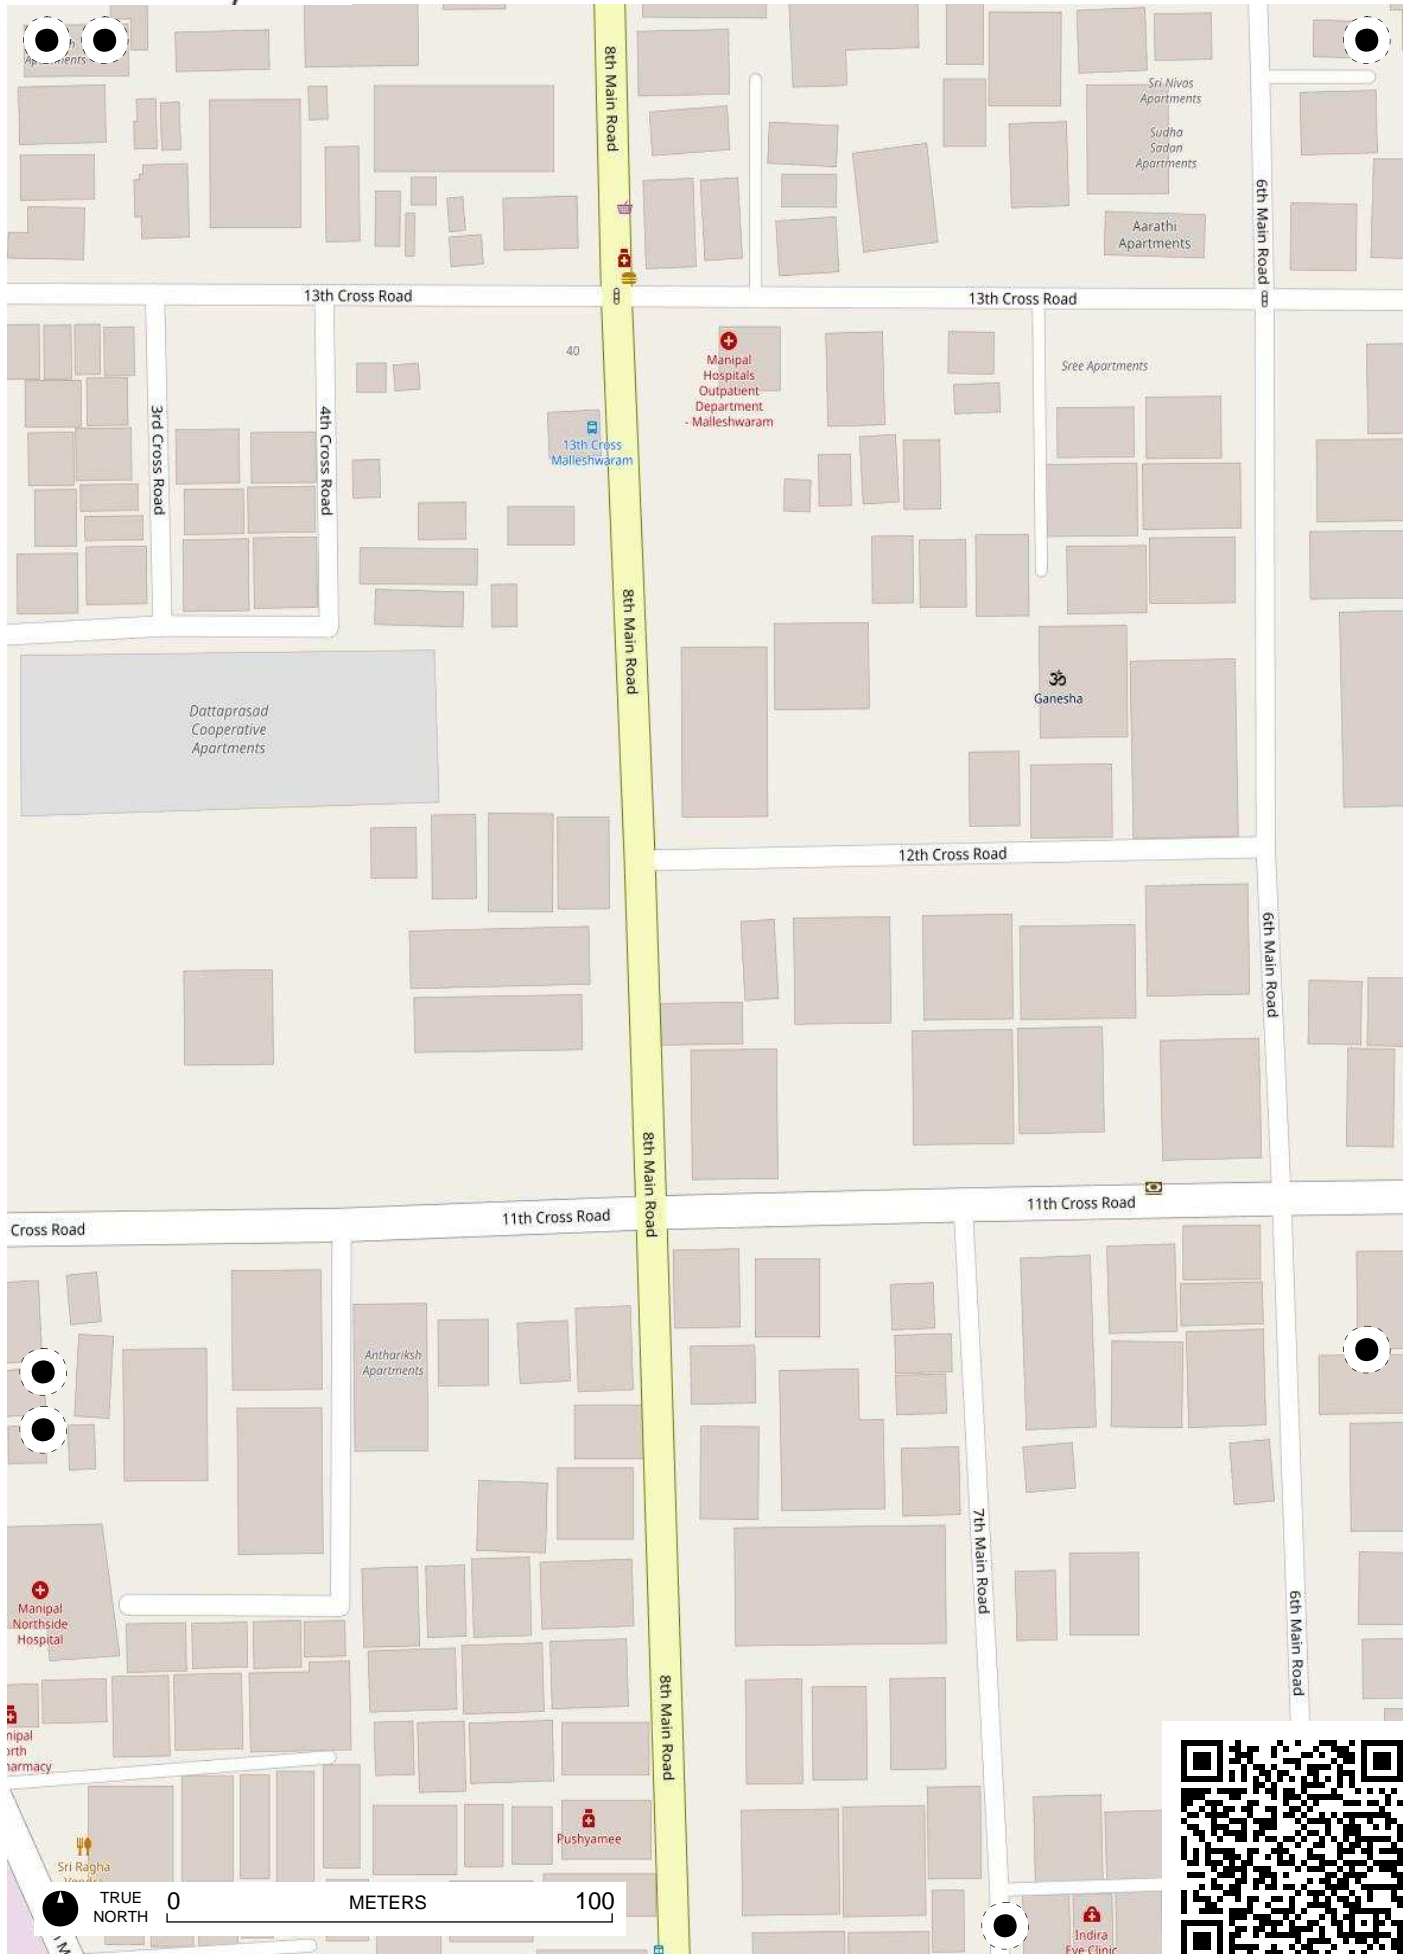 8th Main Road
Sri Nivas
Apartments
Sudha
Sadan
Apartments
6th Main Road
Aarathi
Apartments
13th Cross Road
13th Cross Road
40
Manipal
Hospitals
Outpatient
Department
- Malleshwaram
Sree Apartments
3rd Cross Road
4th Cross Road
13th Cross
Malleshwaram
8th Main Road
ॐ
Ganesha
Dattaprasad
Cooperative
Apartments
12th Cross Road
6th Main Road
8th Main Road
11th Cross Road
11th Cross Road
Cross Road
Anthariksh
Apartments
7th Main Road
Manipal
Northside
Hospital
6th Main Road
8th Main Road
Pushyamee
Sri Ragha
TRUE
NORTH
0
METERS
100
Indira
Eye Clinic